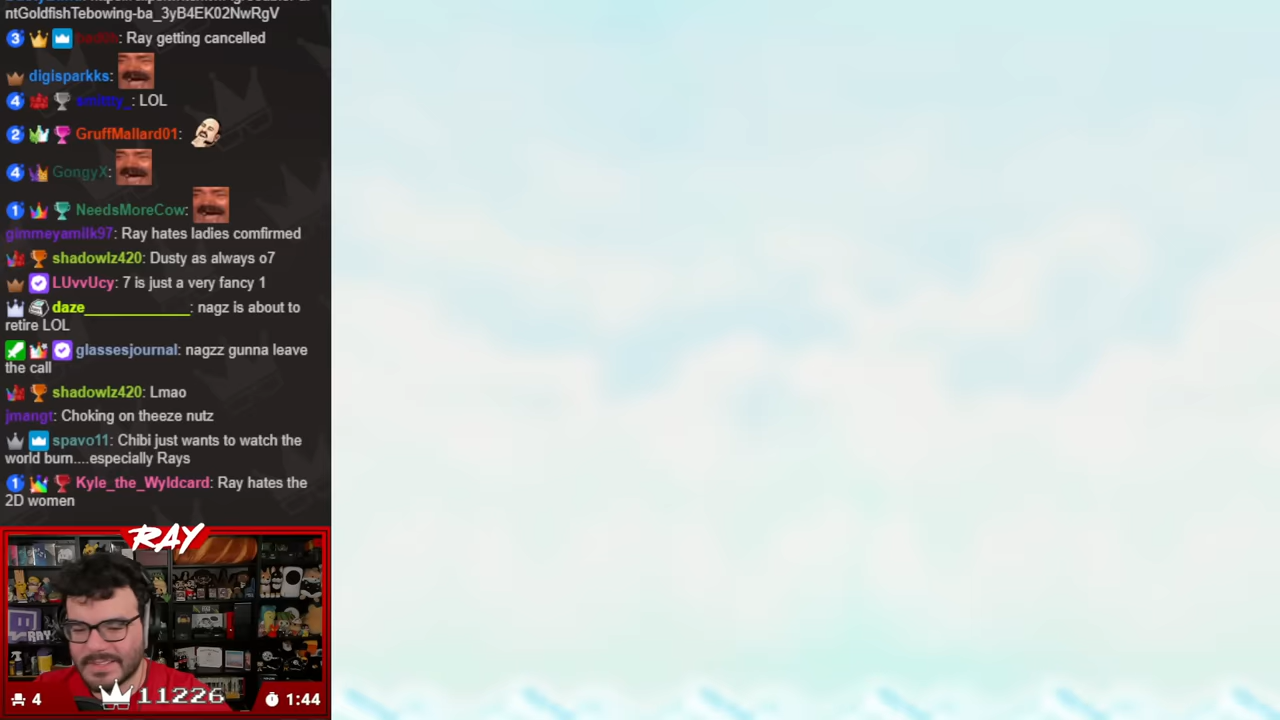 ntGoldfishTebowing-ba_3yB4EK02NwRgV
3 : Ray getting cancelled
digisparkks:
4 smittty_: LOL
2 GruffMallard01:
4 GongyX:
1 NeedsMoreCow:
gimmeyamilk97: Ray hates ladies comfirmed
shadowlz420: Dusty as always o7
LUvvUcy: 7 is just a very fancy 1
daze____________: nagz is about to
retire LOL
glassesjournal: nagzz gunna leave
the call
shadowlz420: Lmao
jmangt: Choking on theeze nutz
spavo11: Chibi just wants to watch the
world burn....especially Rays
1 Kyle_the_Wyldcard: Ray hates the
2D women
RAY
RAY
4 11226 1:44